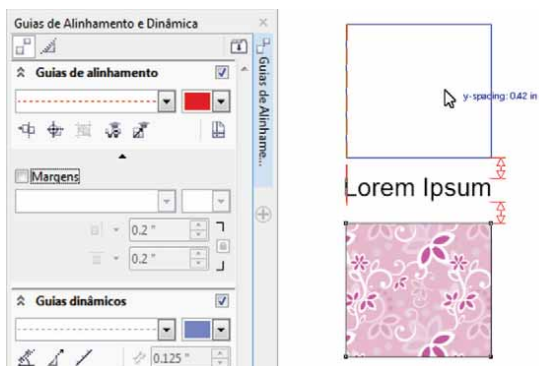 Guias de Alinhamento e Dinâmica
Guias de alinhamento
Margens
0.2 "
0.2 "
Guias dinâmicos
0.125 "
Guias de Alinhame...
y-spacing: 0.42 in
Lorem Ipsum